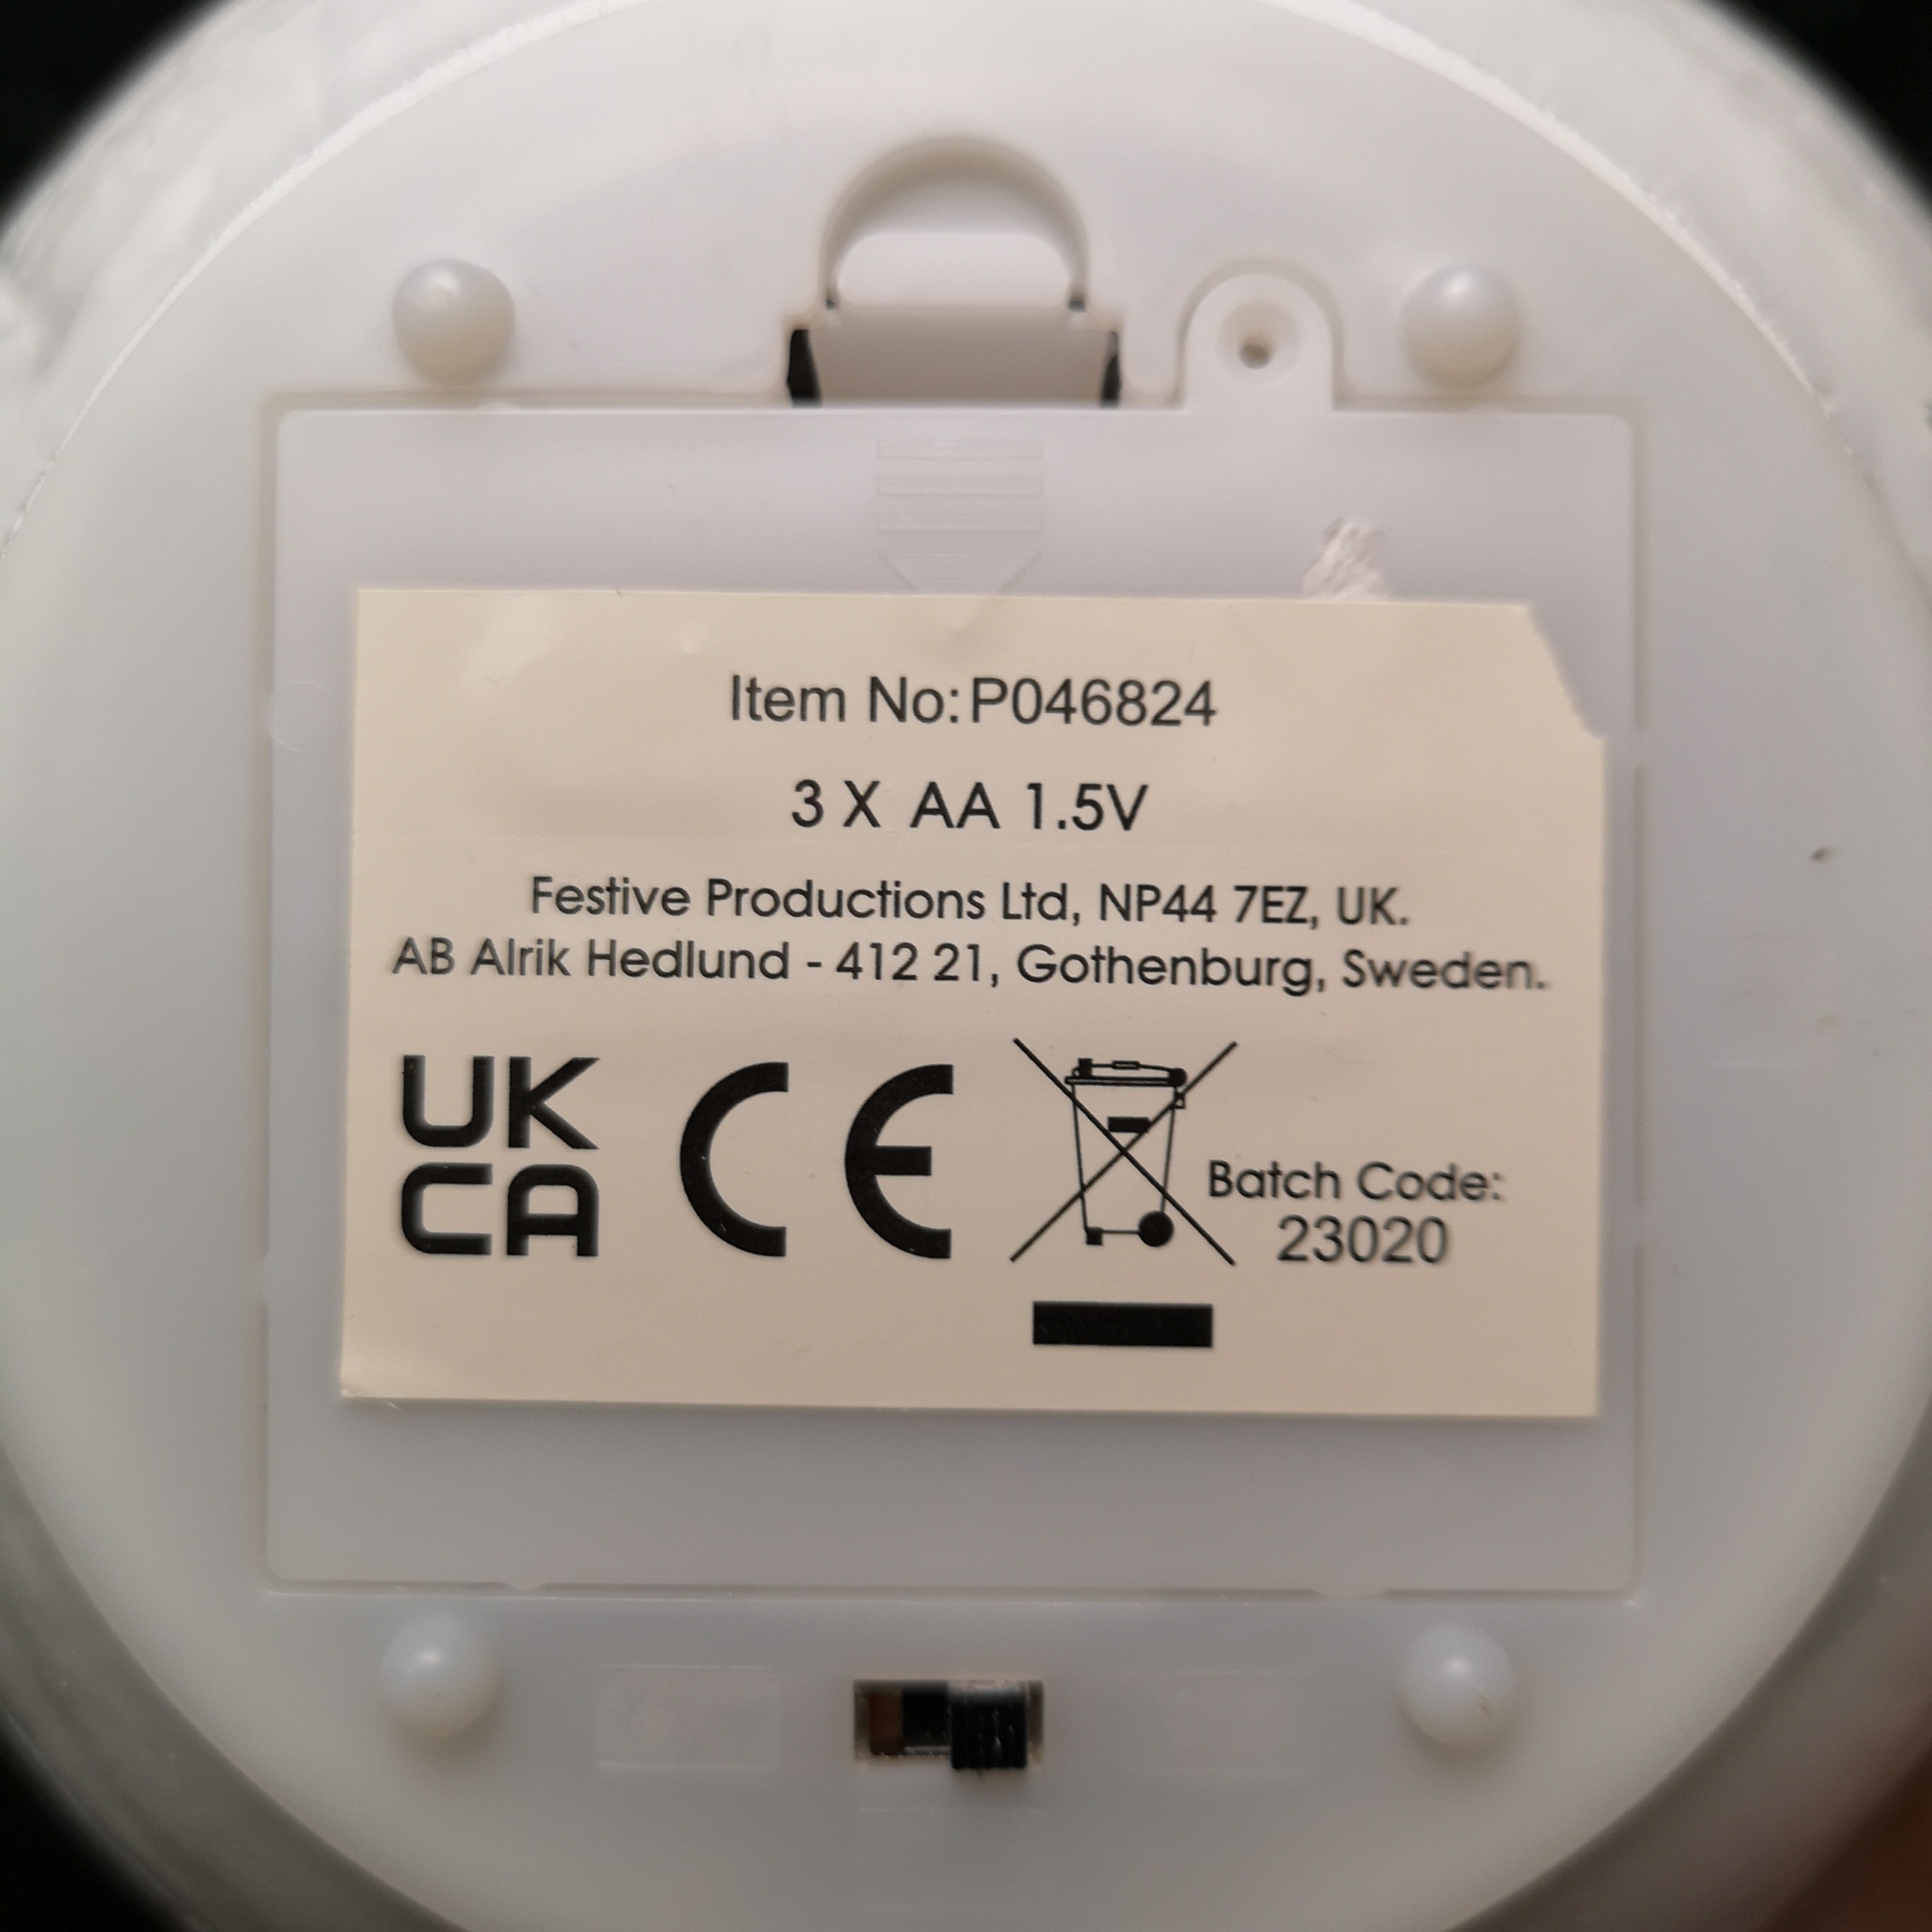 Item No: P046824
3 X AA 1.5V
Festive Productions Ltd, NP44 7EZ, UK.
AB Alrik Hedlund - 412 21, Gothenburg, Sweden.
UK
CA
CE
Batch Code:
23020